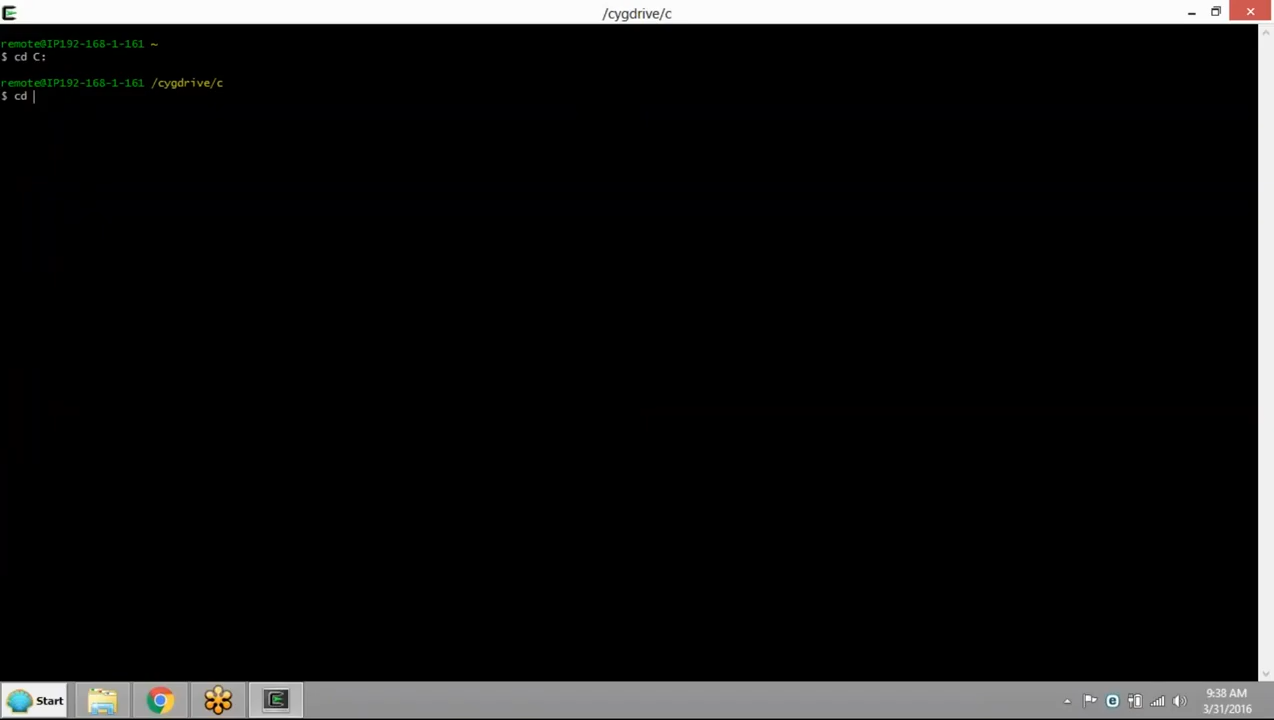 /cygdrive/c
remote@IP192-168-1-161 ~
$ cd C:
remote@IP192-168-1-161 /cygdrive/c
$ cd
Start
9:38 AM
3/31/2016